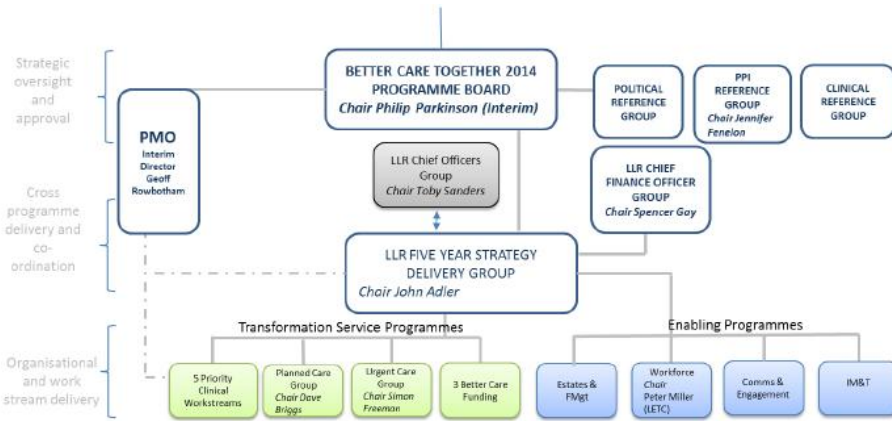 Strategic
oversight
and
approval
BETTER CARE TOGETHER 2014
PROGRAMME BOARD
Chair Philip Parkinson (Interim)
POLITICAL
REFERENCE
GROUP
PPI
REFERENCE
GROUP
Chair Jennifer
Fenelon
CLINICAL
REFERENCE
GROUP
PMO
Interim
Director
Geoff
Rowbotham
LLR Chief Officers
Group
Chair Toby Sanders
LLR CHIEF
FINANCE OFFICER
GROUP
Chair Spencer Gay
Cross
programme
delivery and
co-
ordination
LLR FIVE YEAR STRATEGY
DELIVERY GROUP
Chair John Adler
Transformation Service Programmes
Enabling Programmes
Organisational
and work
stream delivery
5 Priority
Clinical
Workstreams
Planned Care
Group
Chair Dave
Briggs
Urgent Care
Group
Chair Simon
Freeman
3 Better Care
Funding
Estates &
FMgt
Workforce
Chair
Peter Miller
(LETC)
Comms &
Engagement
IM&T